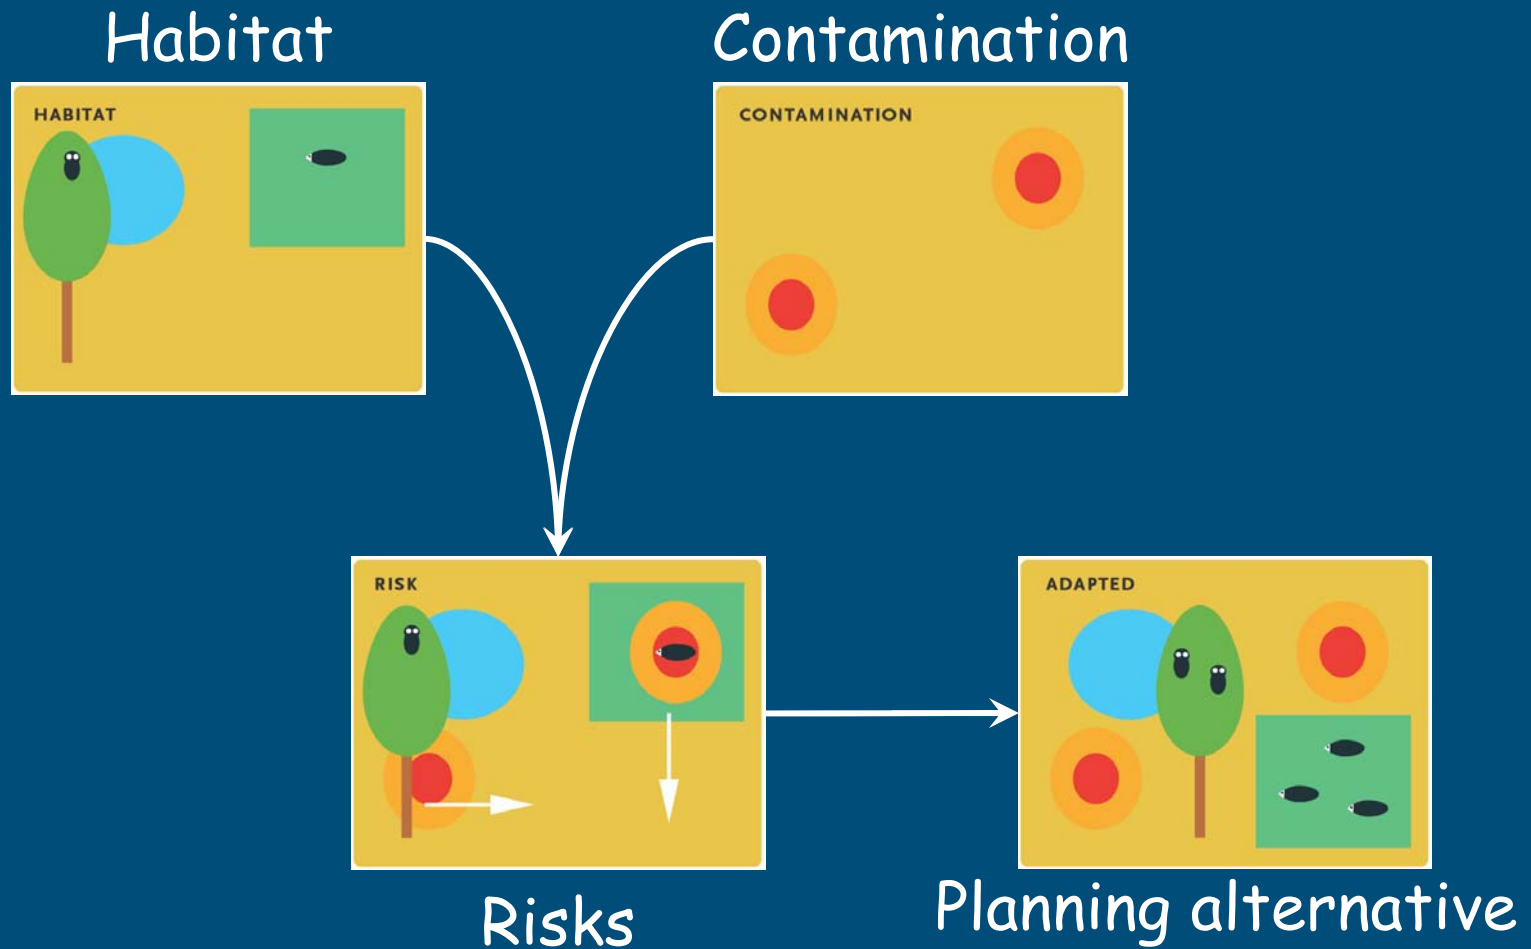 Habitat
Contamination
HABITAT
CONTAMINATION
RISK
ADAPTED
Risks
Planning alternative